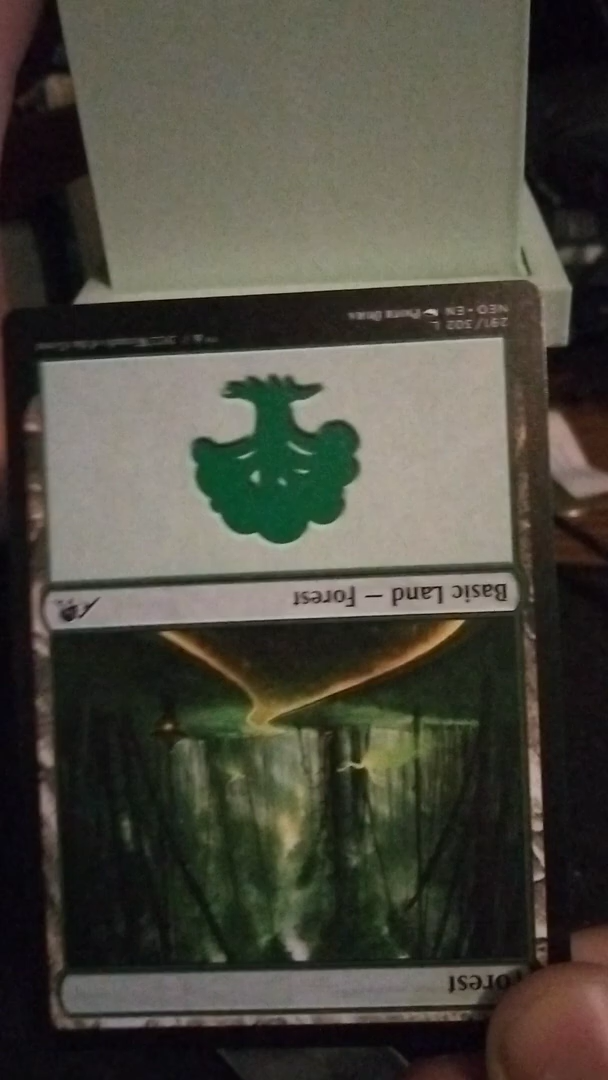 Forest
Basic Land — Forest
291/302 L
NEO • EN